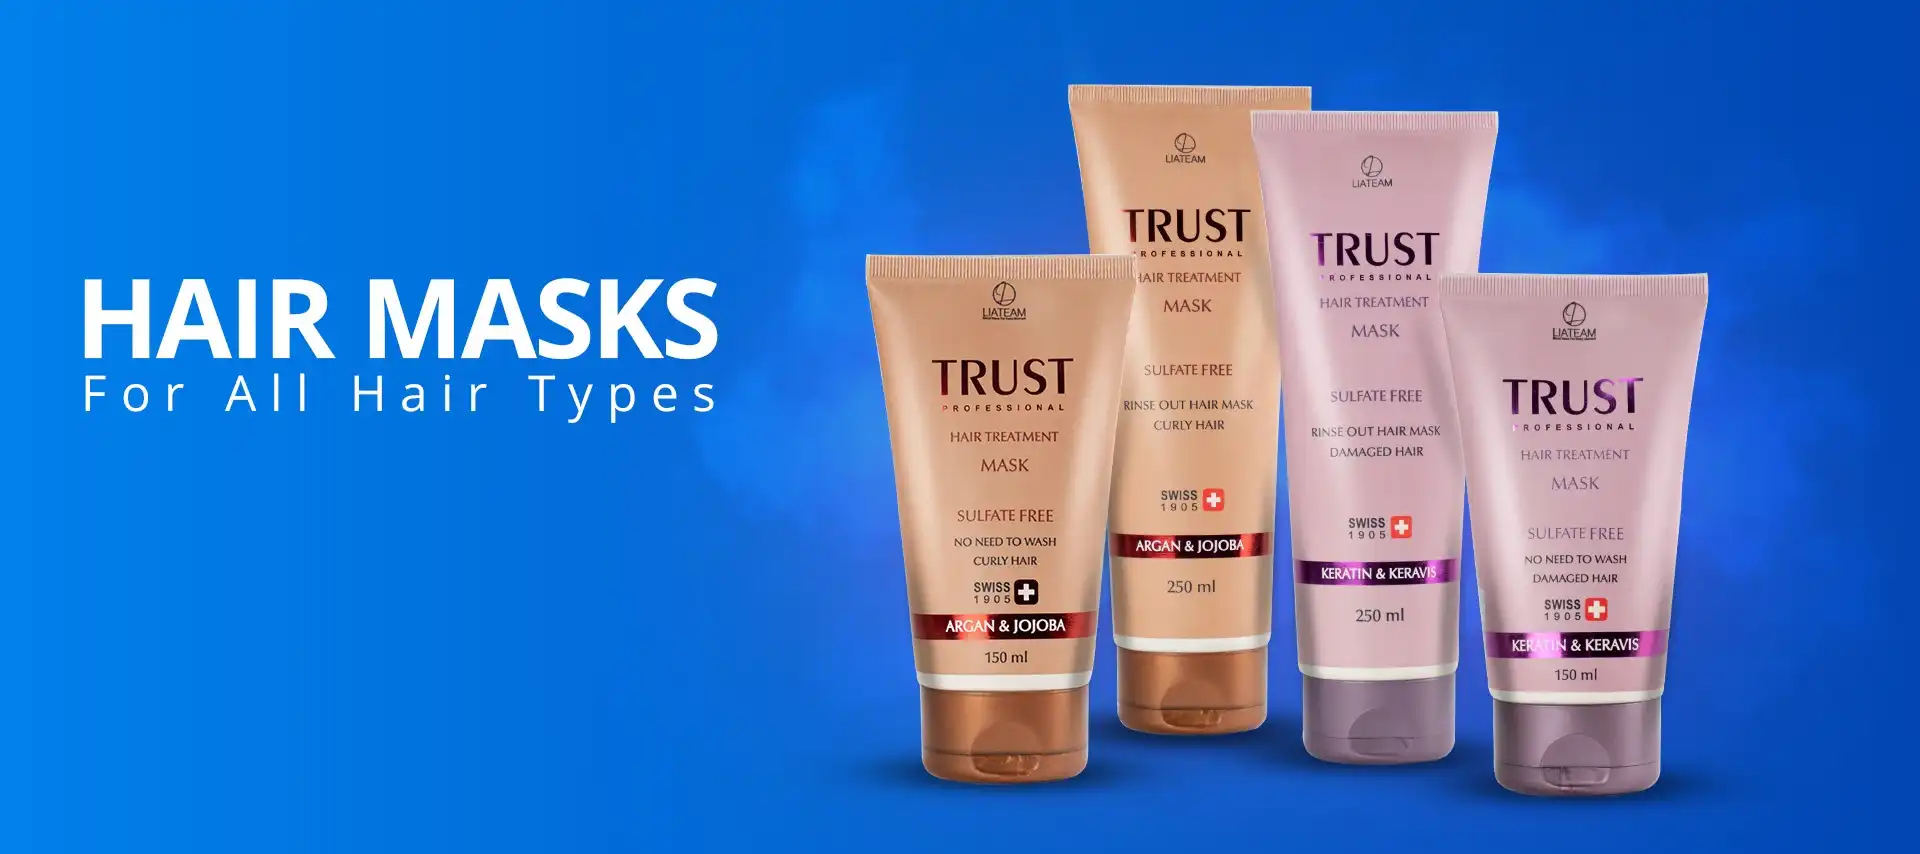 HAIR MASKS
For All Hair Types
LIATEAM
TRUST
PROFESSIONAL
HAIR TREATMENT
MASK
SULFATE FREE
NO NEED TO WASH
CURLY HAIR
SWISS
1905
ARGAN & JOJOBA
150 ml
LIATEAM
TRUST
PROFESSIONAL
HAIR TREATMENT
MASK
SULFATE FREE
RINSE OUT HAIR MASK
CURLY HAIR
SWISS
1905
ARGAN & JOJOBA
250 ml
LIATEAM
TRUST
PROFESSIONAL
HAIR TREATMENT
MASK
SULFATE FREE
RINSE OUT HAIR MASK
DAMAGED HAIR
SWISS
1905
KERATIN & KERAVIS
250 ml
LIATEAM
TRUST
PROFESSIONAL
HAIR TREATMENT
MASK
SULFATE FREE
NO NEED TO WASH
DAMAGED HAIR
SWISS
1905
KERATIN & KERAVIS
150 ml